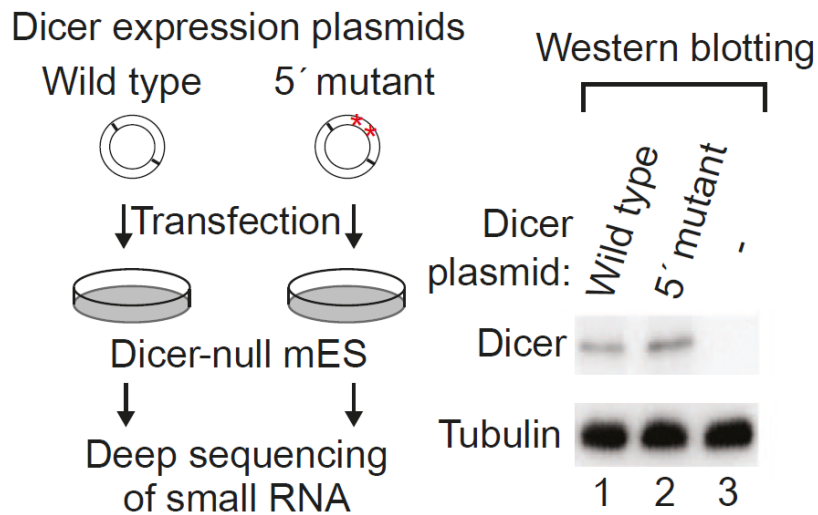 Dicer expression plasmids
Wild type
5´ mutant
**
Transfection
Dicer-null mES
Deep sequencing
of small RNA
Western blotting
Dicer
plasmid:
Wild type
5´ mutant
-
Dicer
Tubulin
1 2 3